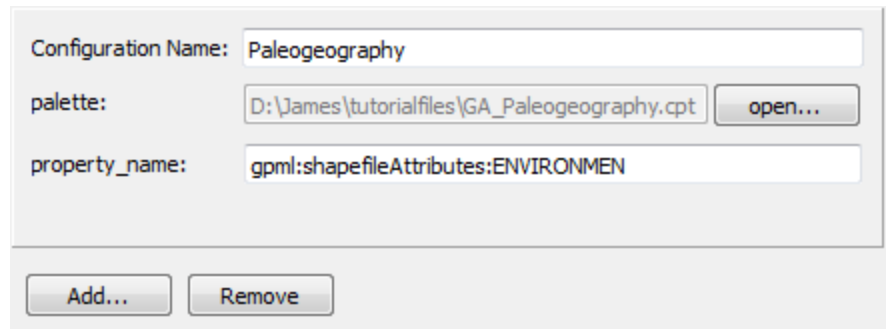 Configuration Name: Paleogeography
palette: D:\James\tutorialfiles\GA_Paleogeography.cpt open...
property_name: gpml:shapefileAttributes:ENVIRONMEN
Add... Remove